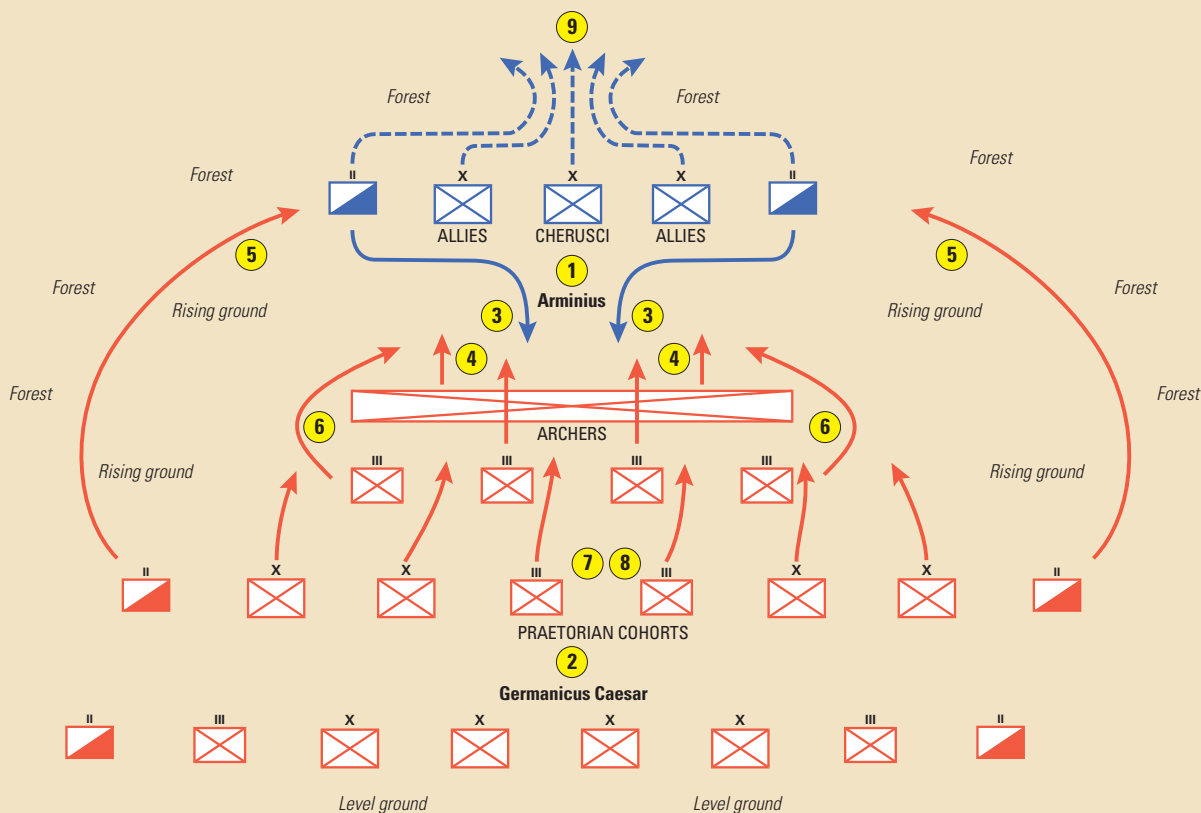 9
Forest Forest
Forest Forest
II X X X II
ALLIES CHERUSCI ALLIES
5 5
1
Arminius
Forest Forest
Rising ground Rising ground
3 3
4 4
Forest Forest
ARCHERS
6 6
III III III III
Rising ground Rising ground
7 8
II X X III III X X II
PRAETORIAN COHORTS
2
Germanicus Caesar
II III X X X X III II
Level ground Level ground